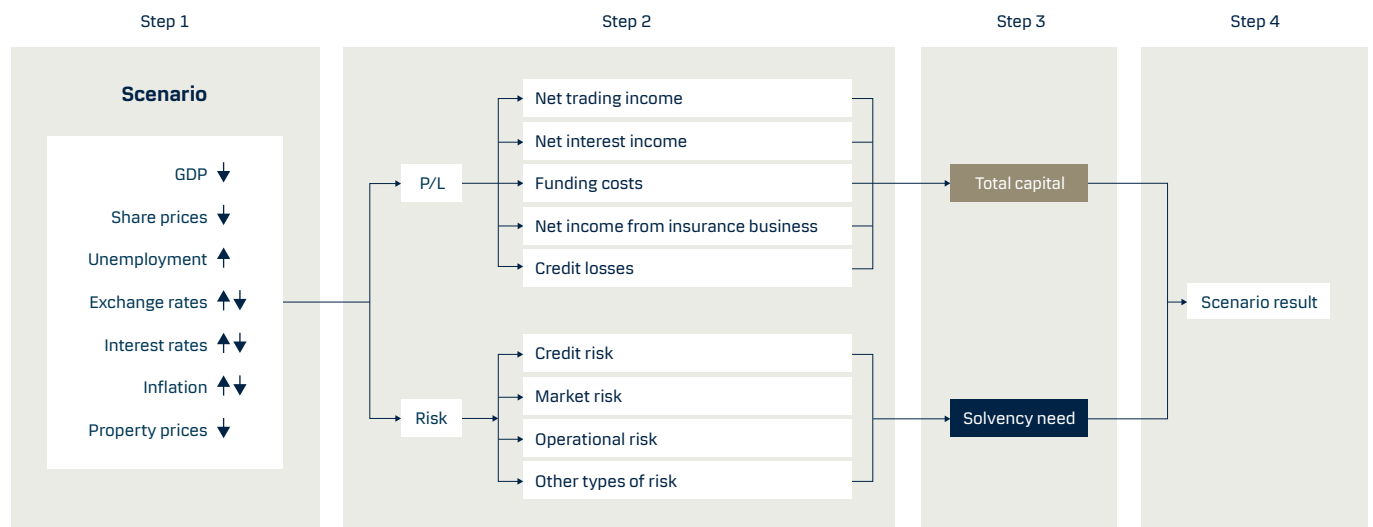 Step 1
Step 2
Step 3
Step 4
Scenario
GDP
Share prices
Unemployment
Exchange rates
Interest rates
Inflation
Property prices
P/L
Net trading income
Net interest income
Funding costs
Net income from insurance business
Credit losses
Risk
Credit risk
Market risk
Operational risk
Other types of risk
Total capital
Solvency need
Scenario result